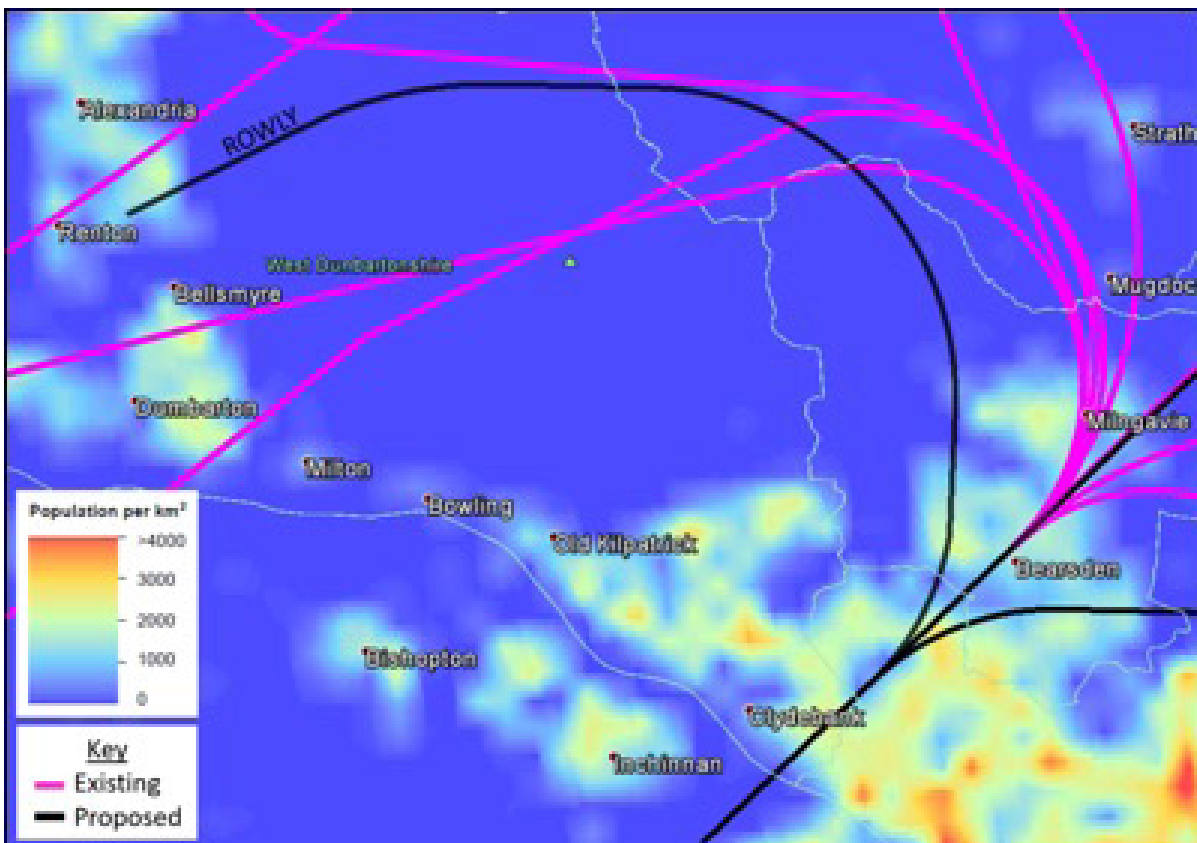 Alexandria
ROWLY
Strath
Renton
West Dunbartonshire
Bellsmyre
Mugdoc
Dumbarton
Milngavie
Milton
Bowling
Old Kilpatrick
Bearsden
Bishopton
Clydebank
Inchinnan
Population per km²
>4000
3000
2000
1000
0
Key
Existing
Proposed